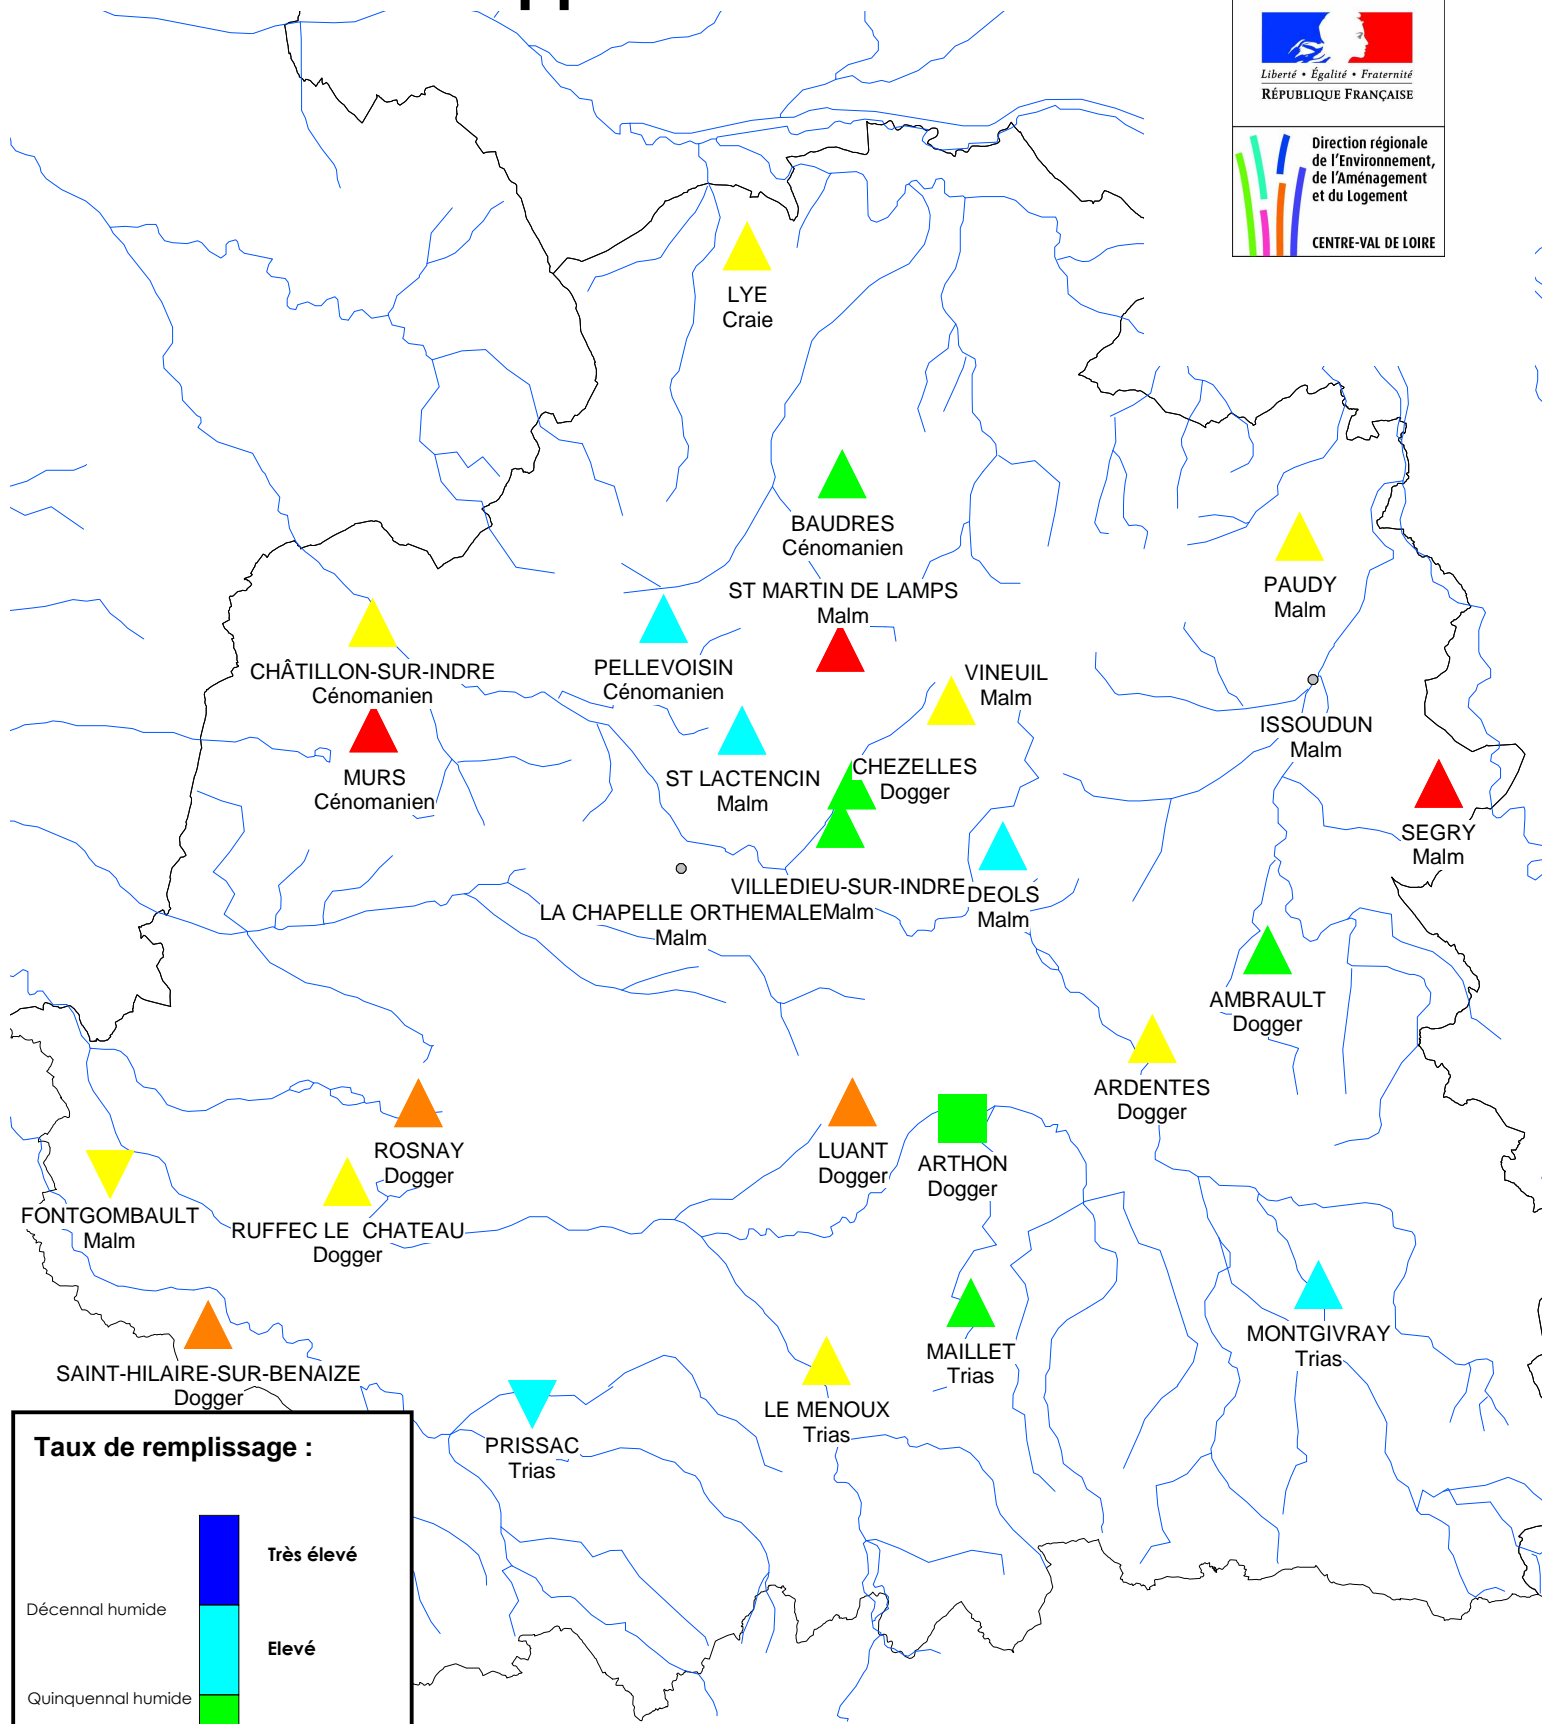 Liberté • Égalité • Fraternité
RÉPUBLIQUE FRANÇAISE
Direction régionale
de l'Environnement,
de l'Aménagement
et du Logement
CENTRE-VAL DE LOIRE
LYE
Craie
BAUDRES
Cénomanien
ST MARTIN DE LAMPS
Malm
PAUDY
Malm
CHÂTILLON-SUR-INDRE
Cénomanien
PELLEVOISIN
Cénomanien
VINEUIL
Malm
ISSOUDUN
Malm
MURS
Cénomanien
ST LACTENCIN
Malm
CHEZELLES
Dogger
SEGRY
Malm
VILLEDIEU-SUR-INDRE
Malm
DEOLS
Malm
LA CHAPELLE ORTHEMALE
Malm
AMBRAULT
Dogger
ARDENTES
Dogger
ROSNAY
Dogger
LUANT
Dogger
ARTHON
Dogger
FONTGOMBAULT
Malm
RUFFEC LE CHATEAU
Dogger
MAILLET
Trias
MONTGIVRAY
Trias
SAINT-HILAIRE-SUR-BENAIZE
Dogger
LE MENOUX
Trias
PRISSAC
Trias
Taux de remplissage :
Très élevé
Décennal humide
Elevé
Quinquennal humide